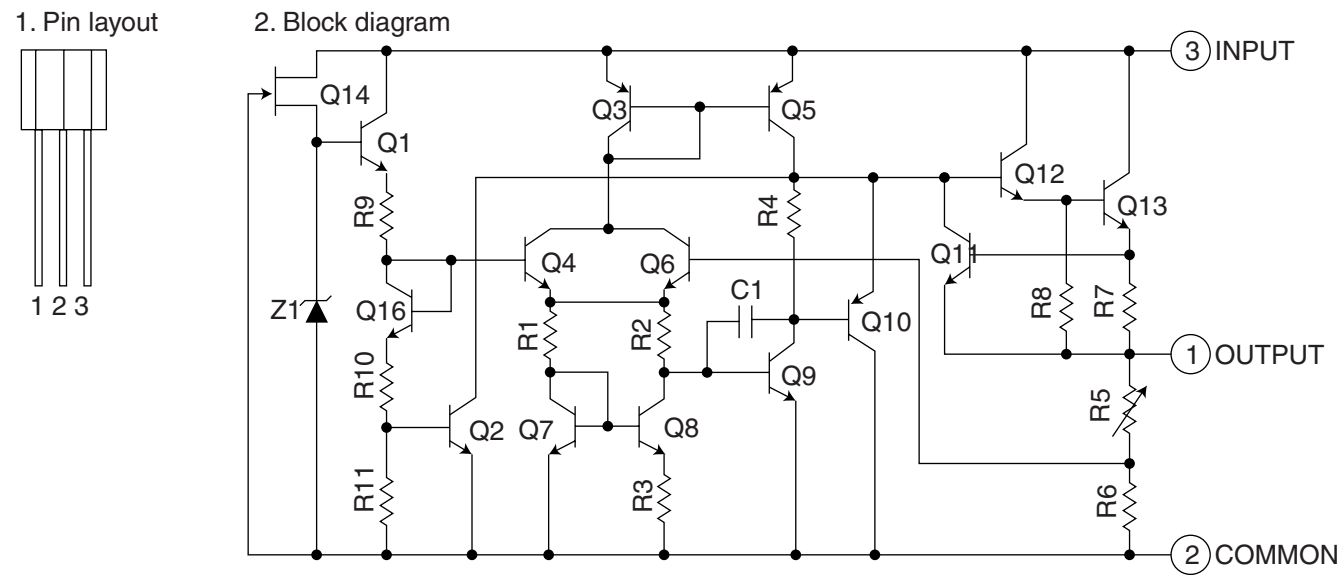 1. Pin layout
2. Block diagram
3 INPUT
Q14
Q3
Q5
Q1
Q12
Q13
R9
R4
Q4
Q6
Q11
C1
Z1
Q16
R1
R2
Q10
R8
R7
1 2 3
1 OUTPUT
R10
Q9
R5
Q2
Q7
Q8
R11
R3
R6
2 COMMON